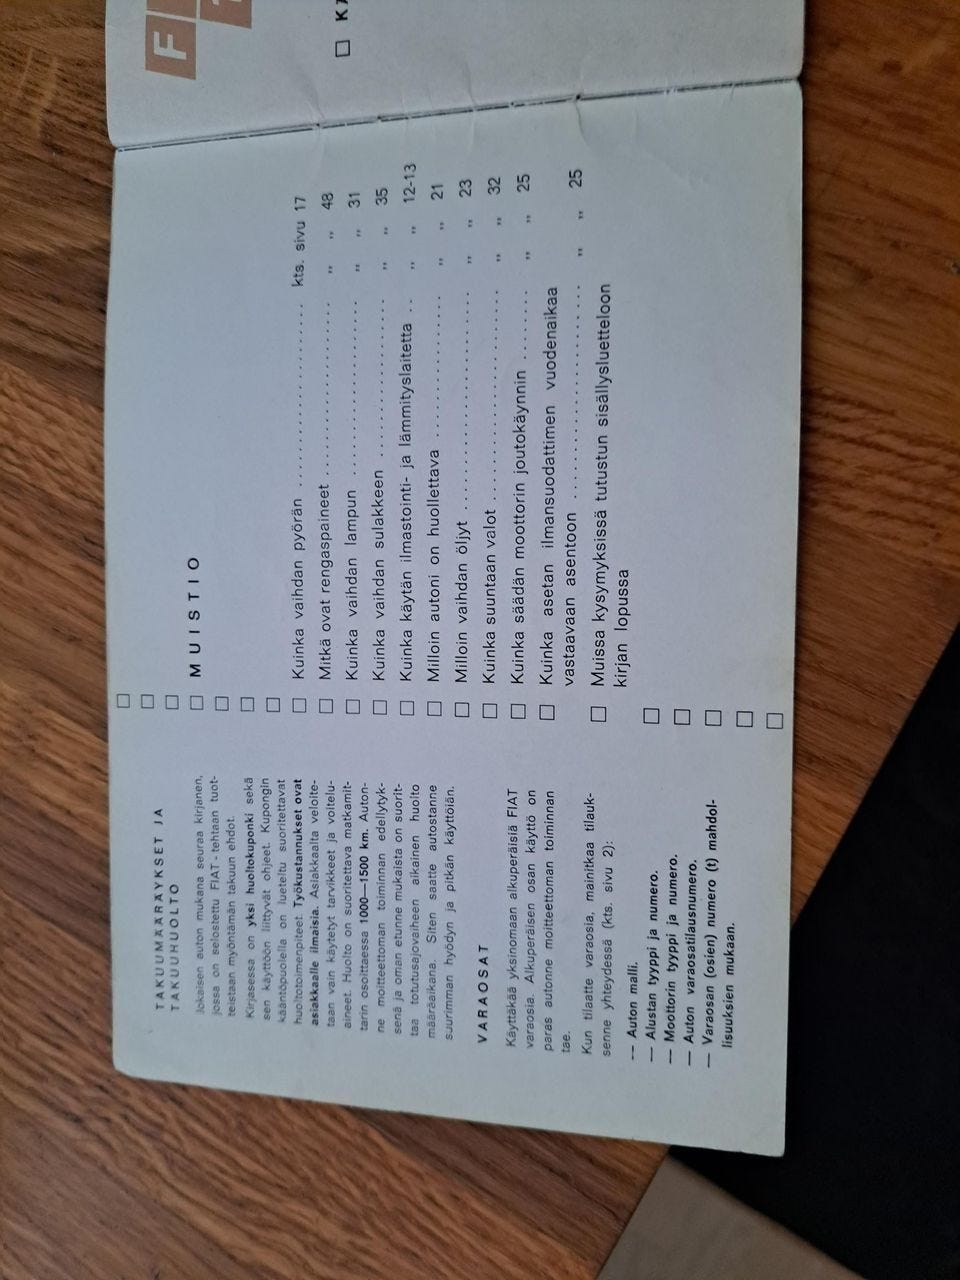 TAKUUMÄÄRÄYKSET JA
TAKUUHUOLTO
Jokaisen auton mukana seuraa kirjanen,
jossa on selostettu FIAT - tehtaan tuot-
teistaan myöntämän takuun ehdot.
Kirjasessa on yksi huoltokuponki sekä
sen käyttöön liittyvät ohjeet. Kupongin
kääntöpuolella on lueteltu suoritettavat
huoltotoimenpiteet. Työkustannukset ovat
asiakkaalle ilmaisia. Asiakkaalta veloite-
taan vain käytetyt tarvikkeet ja voitelu-
aineet. Huolto on suoritettava matkamit-
tarin osoittaessa 1000—1500 km. Auton-
ne moitteettoman toiminnan edellytyk-
senä ja oman etunne mukaista on suorit-
taa totutusajovaiheen aikainen huolto
määräaikana. Siten saatte autostanne
suurimman hyödyn ja pitkän käyttöiän.
VARAOSAT
Käyttäkää yksinomaan alkuperäisiä FIAT
varaosia. Alkuperäisen osan käyttö on
paras autonne moitteettoman toiminnan
tae.
Kun tilaatte varaosia, mainitkaa tilauk-
senne yhteydessä (kts. sivu 2):
— Auton malli.
— Alustan tyyppi ja numero.
— Moottorin tyyppi ja numero.
— Auton varaosatilausnumero.
— Varaosan (osien) numero (t) mahdol-
lisuuksien mukaan.
MUISTIO
Kuinka vaihdan pyörän ........................ kts. sivu 17
Mitkä ovat rengaspaineet ..................... „ „ 48
Kuinka vaihdan lampun ..................... „ „ 31
Kuinka vaihdan sulakkeen .................. „ „ 35
Kuinka käytän ilmastointi- ja lämmityslaitetta .. „ „ 12-13
Milloin autoni on huollettava .................. „ „ 21
Milloin vaihdan öljyt ........................ „ „ 23
Kuinka suuntaan valot ........................ „ „ 32
Kuinka säädän moottorin joutokäynnin ........ „ „ 25
Kuinka asetan ilmansuodattimen vuodenaikaa
vastaavaan asentoon ........................ „ „ 25
Muissa kysymyksissä tutustun sisällysluetteloon
kirjan lopussa
F